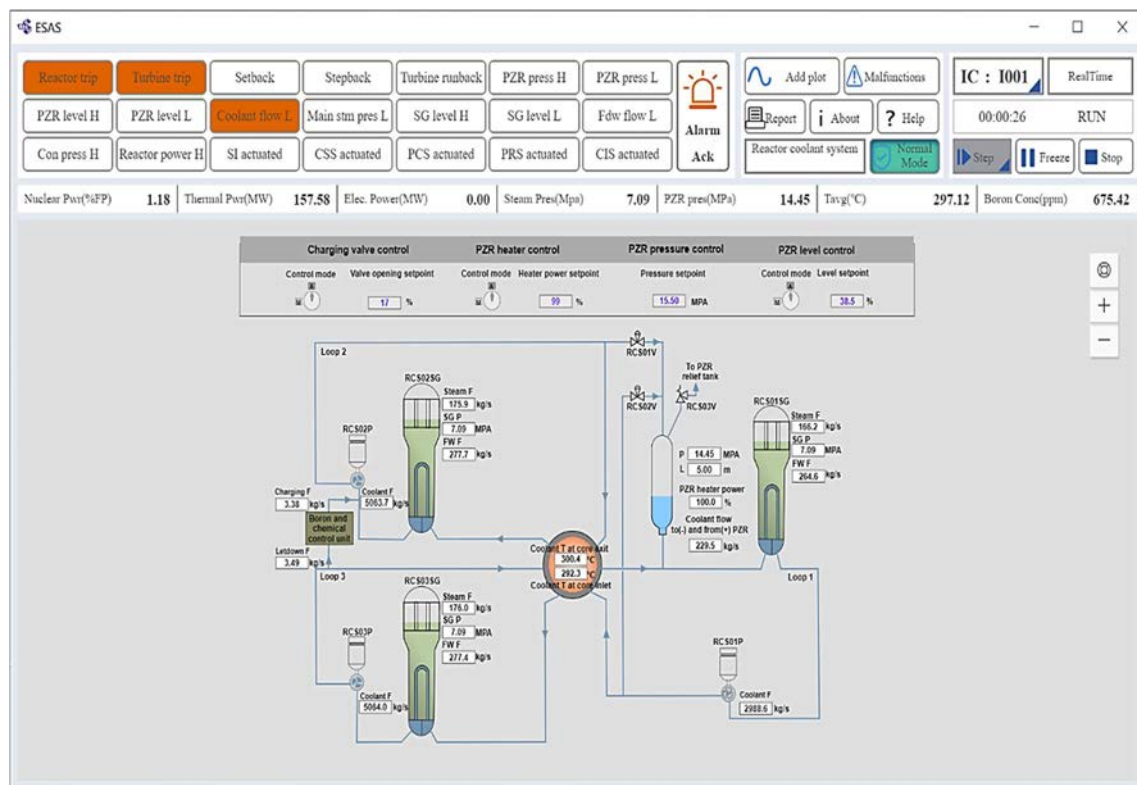 ESAS
Reactor trip Turbine trip Setback Stepback Turbine runback PZR press H PZR press L
PZR level H PZR level L Coolant flow L Main stm pres L SG level H SG level L Fdw flow L
Con press H Reactor power H SI actuated CSS actuated PCS actuated PRS actuated CIS actuated
Alarm
Ack
Add plot Malfunctions
Report i About ? Help
Reactor coolant system Normal
Mode
IC : I001 RealTime
00:00:26 RUN
Step Freeze Stop
Nuclear Pwr(%FP) 1.18 Thermal Pwr(MW) 157.58 Elec. Power(MW) 0.00 Steam Pres(Mpa) 7.09 PZR pres(MPa) 14.45 Tavg(°C) 297.12 Boron Conc(ppm) 675.42
Charging valve control PZR heater control PZR pressure control PZR level control
Control mode Valve opening setpoint Control mode Heater power setpoint Pressure setpoint Control mode Level setpoint
A A A
M 17 % M 99 % 15.50 MPA M 38.5 %
Loop 2
RCS01V
To PZR
relief tank
RCS02V
RCS03V
RCS02SG
Steam F
175.9 kg/s
SG P
7.09 MPA
FW F
277.7 kg/s
RCS02P
Coolant F
5063.7
Charging F
3.38 kg/s
Boron and
chemical
control unit
Letdown F
3.49 kg/s
P 14.45 MPA
L 5.00 m
PZR heater power
100.0 %
Coolant flow
to(-) and from(+) PZR
229.5 kg/s
RCS01SG
Steam F
166.2 kg/s
SG P
7.09 MPA
FW F
264.6 kg/s
Coolant T at core exit
300.4 °C
292.3 °C
Coolant T at core inlet
Loop 3
Loop 1
RCS03SG
Steam F
176.0 kg/s
SG P
7.09 MPA
FW F
277.4 kg/s
RCS03P
Coolant F
5064.0 kg/s
RCS01P
Coolant F
2988.6 kg/s